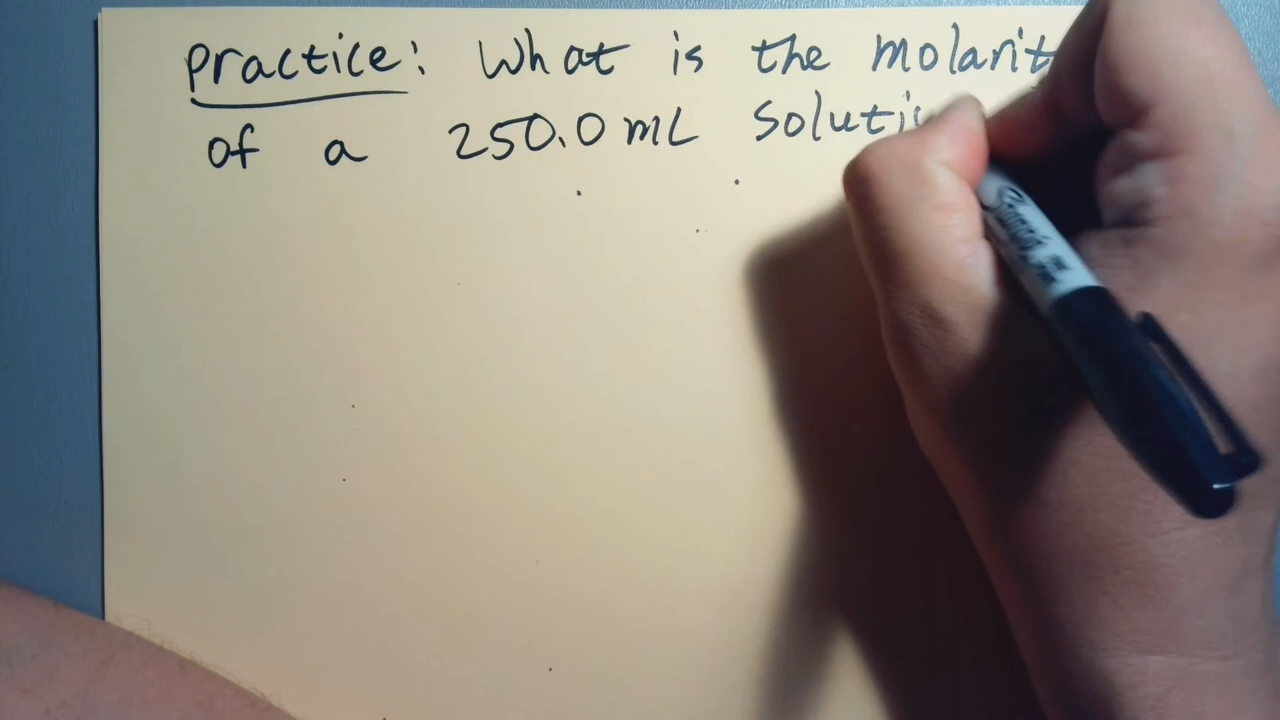 Practice: What is the molarit
of a 250.0 mL soluti